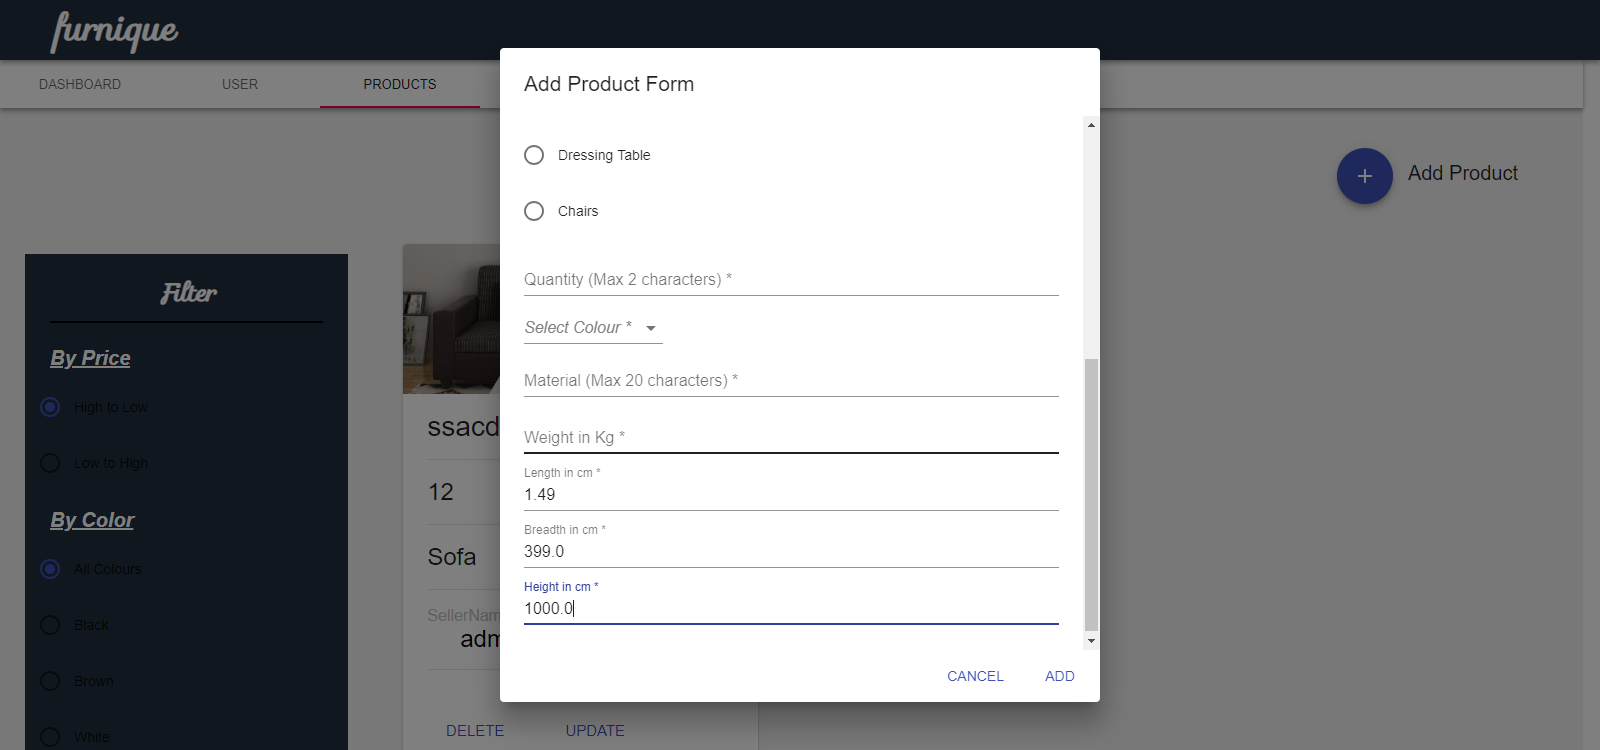 furnique
DASHBOARD USER PRODUCTS
Add Product Form
Dressing Table
Chairs
Quantity (Max 2 characters) *
Select Colour *
Material (Max 20 characters) *
Weight in Kg *
Length in cm *
1.49
Breadth in cm *
399.0
Height in cm *
1000.0
CANCEL ADD
Add Product
Filter
By Price
High to Low
Low to High
By Color
All Colours
Black
Brown
White
ssacd
12
Sofa
SellerNam
adm
DELETE UPDATE